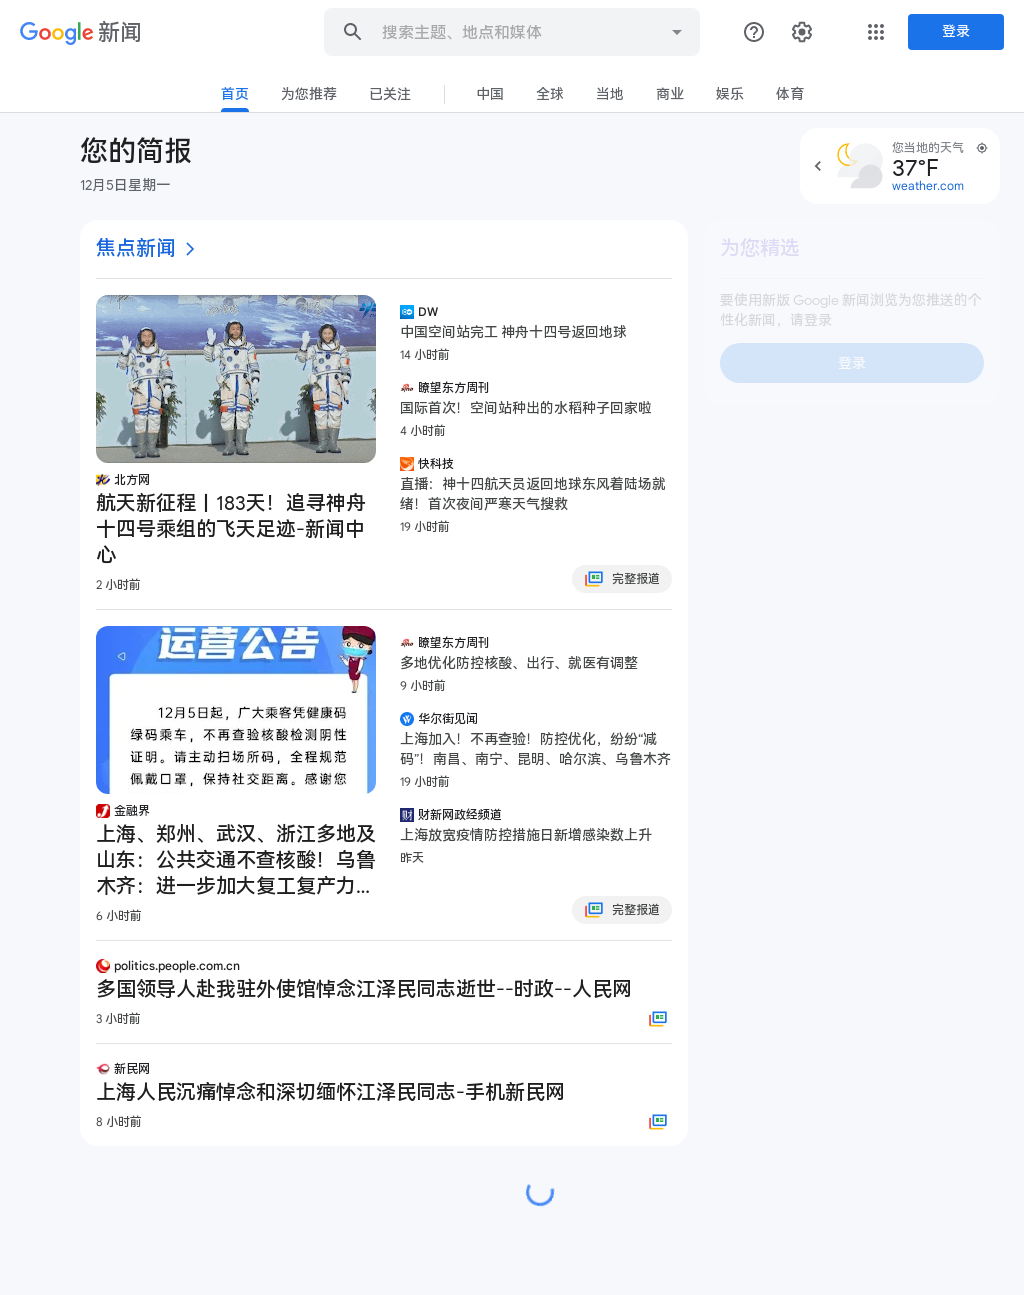 Google 新闻
搜索主题、地点和媒体
登录
首页
为您推荐
已关注
中国
全球
当地
商业
娱乐
体育
您的简报
12月5日星期一
您当地的天气
37°F
weather.com
焦点新闻
北方网
航天新征程丨183天！追寻神舟
十四号乘组的飞天足迹-新闻中
心
2 小时前
DW
中国空间站完工 神舟十四号返回地球
14 小时前
瞭望东方周刊
国际首次！空间站种出的水稻种子回家啦
4 小时前
快科技
直播：神十四航天员返回地球东风着陆场就
绪！首次夜间严寒天气搜救
19 小时前
完整报道
运营公告
12月5日起，广大乘客凭健康码
绿码乘车，不再查验核酸检测阴性
证明。请主动扫场所码，全程规范
佩戴口罩，保持社交距离。感谢您
金融界
上海、郑州、武汉、浙江多地及
山东：公共交通不查核酸！乌鲁
木齐：进一步加大复工复产力...
6 小时前
瞭望东方周刊
多地优化防控核酸、出行、就医有调整
9 小时前
华尔街见闻
上海加入！不再查验！防控优化，纷纷“减
码”！南昌、南宁、昆明、哈尔滨、乌鲁木齐
19 小时前
财
财新网政经频道
上海放宽疫情防控措施日新增感染数上升
昨天
完整报道
politics.people.com.cn
多国领导人赴我驻外使馆悼念江泽民同志逝世--时政--人民网
3 小时前
新民网
上海人民沉痛悼念和深切缅怀江泽民同志-手机新民网
8 小时前
为您精选
要使用新版 Google 新闻浏览为您推送的个
性化新闻，请登录
登录